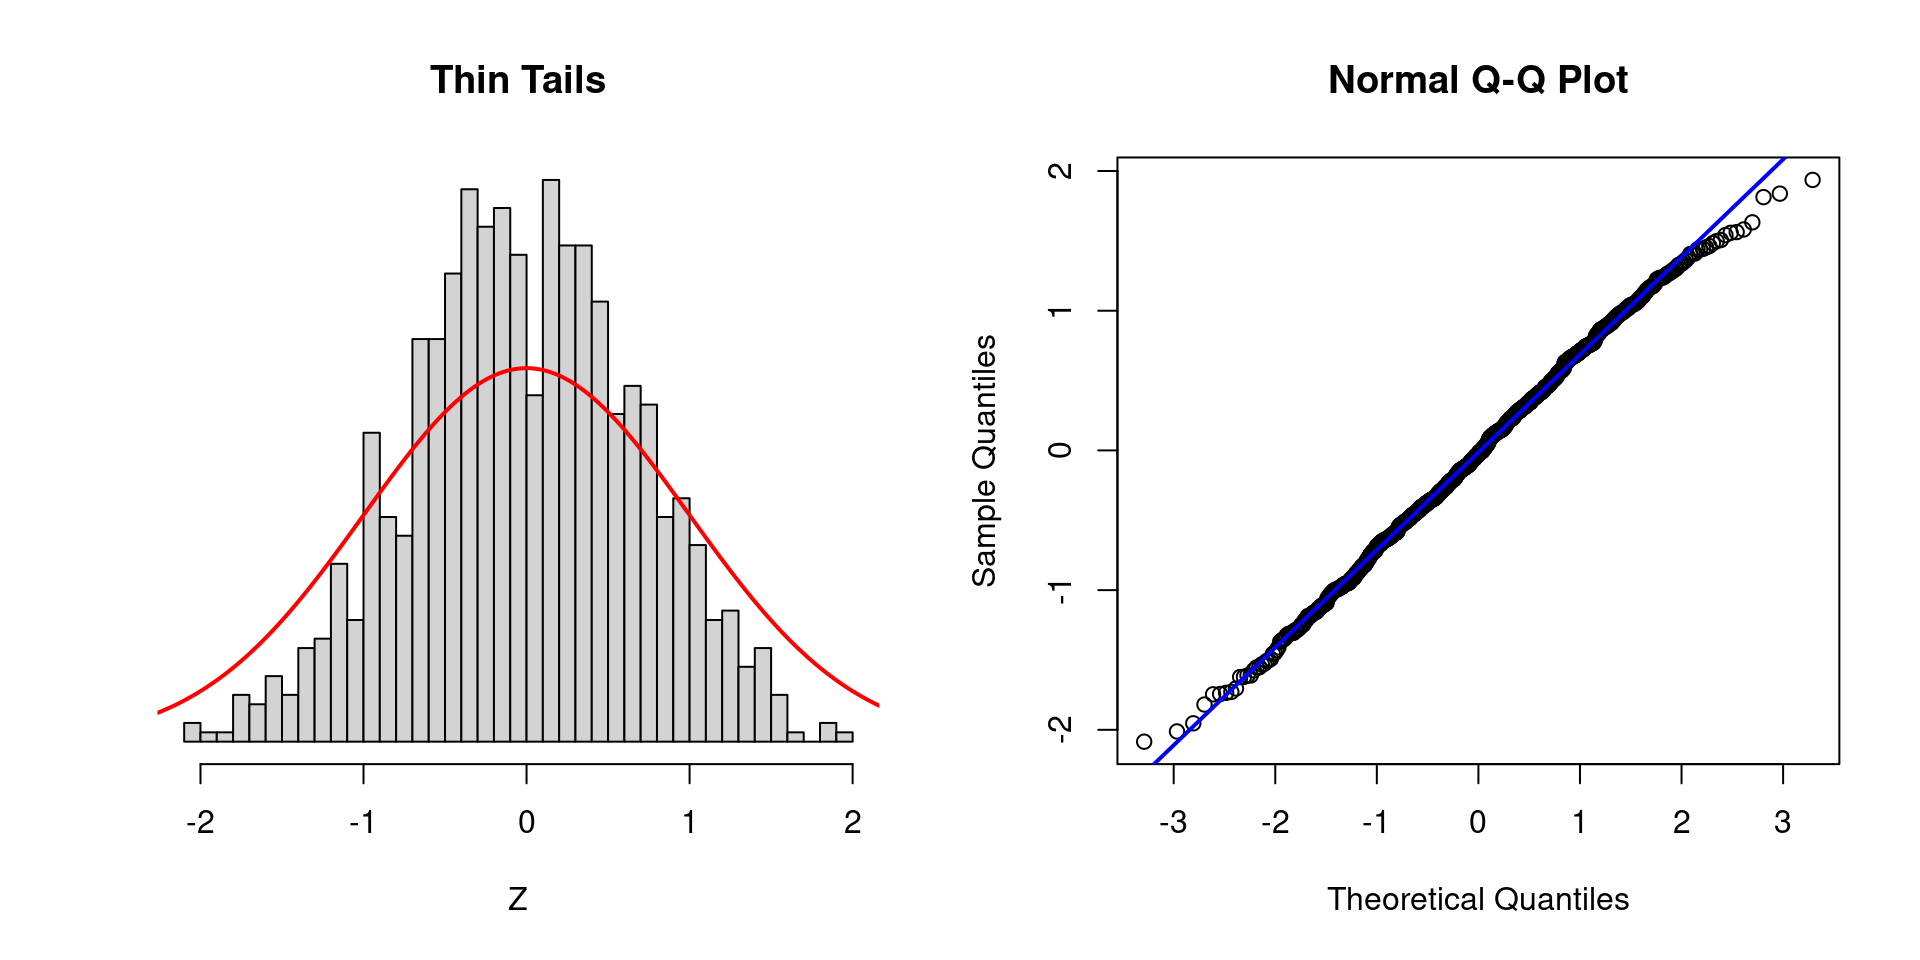 Thin Tails
-2 -1 0 1 2
Z
Normal Q-Q Plot
Sample Quantiles
2
1
0
-1
-2
-3 -2 -1 0 1 2 3
Theoretical Quantiles